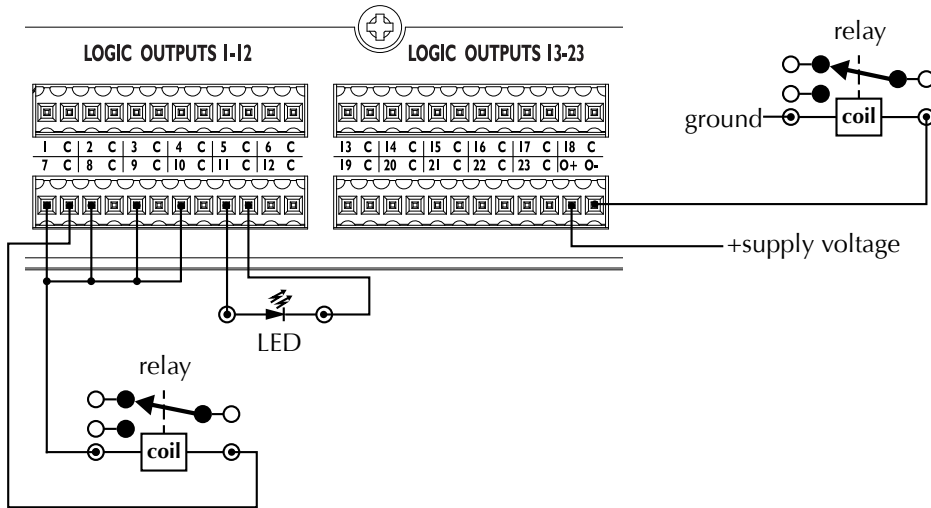 LOGIC OUTPUTS 1-12
LOGIC OUTPUTS 13-23
1 C 2 C 3 C 4 C 5 C 6 C
7 C 8 C 9 C 10 C 11 C 12 C
13 C 14 C 15 C 16 C 17 C 18 C
19 C 20 C 21 C 22 C 23 C O+ O-
relay
ground
coil
+supply voltage
LED
relay
coil